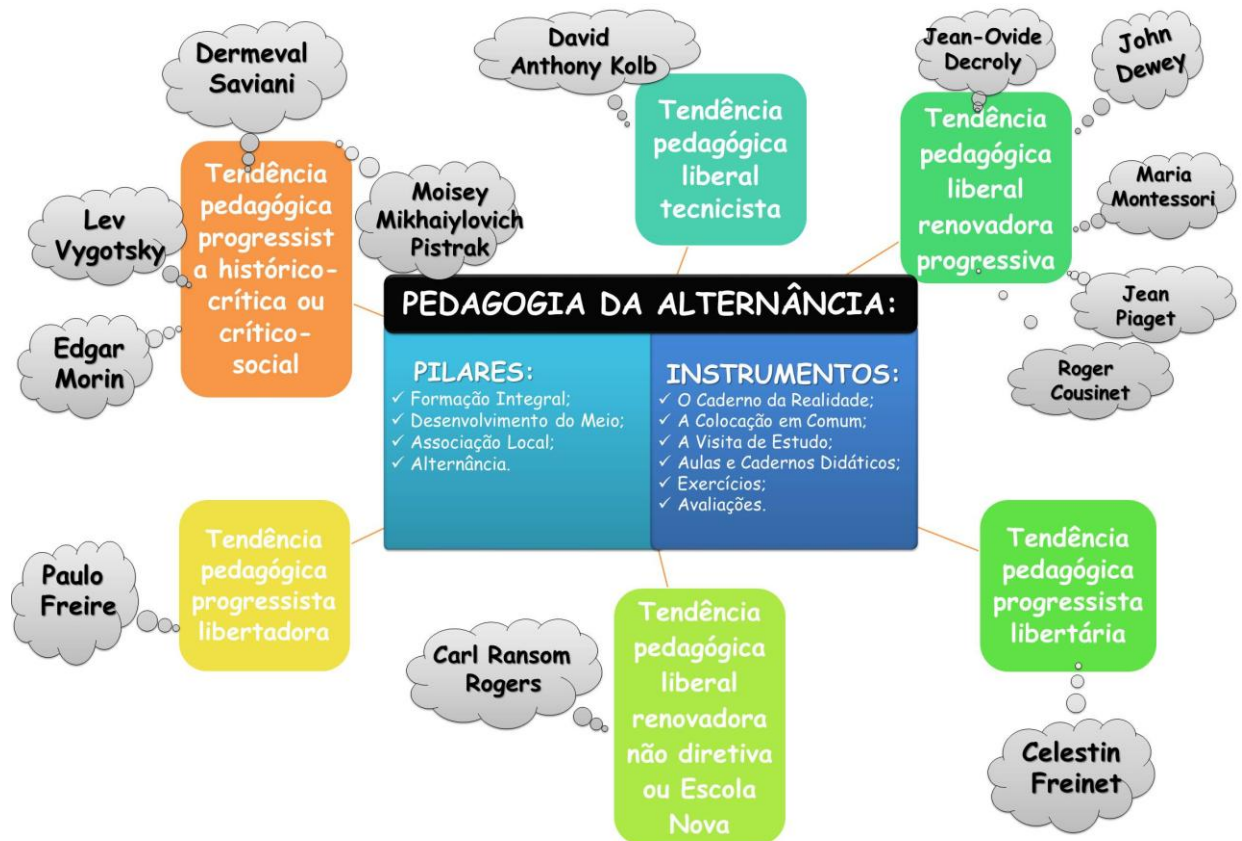 Dermeval
Saviani
David
Anthony Kolb
Jean-Ovide
Decroly
John
Dewey
Tendência
pedagógica
progressist
a histórico-
crítica ou
crítico-
social
Lev
Vygotsky
Moisey
Mikhaiylovich
Pistrak
Edgar
Morin
Tendência
pedagógica
liberal
tecnicista
Tendência
pedagógica
liberal
renovadora
progressiva
Maria
Montessori
Jean
Piaget
Roger
Cousinet
PEDAGOGIA DA ALTERNÂNCIA:
PILARES:
✓ Formação Integral;
✓ Desenvolvimento do Meio;
✓ Associação Local;
✓ Alternância.
INSTRUMENTOS:
✓ O Caderno da Realidade;
✓ A Colocação em Comum;
✓ A Visita de Estudo;
✓ Aulas e Cadernos Didáticos;
✓ Exercícios;
✓ Avaliações.
Paulo
Freire
Tendência
pedagógica
progressista
libertadora
Carl Ransom
Rogers
Tendência
pedagógica
liberal
renovadora
não diretiva
ou Escola
Nova
Tendência
pedagógica
progressista
libertária
Celestin
Freinet